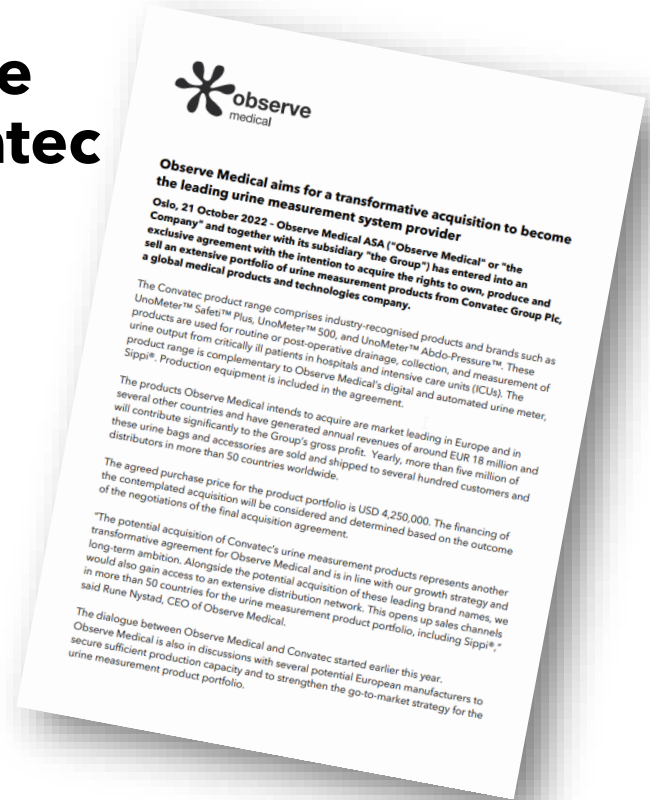 e
ntec
observe
medical
Observe Medical aims for a transformative acquisition to become
the leading urine measurement system provider
Oslo, 21 October 2022 – Observe Medical ASA ("Observe Medical" or "the
Company" and together with its subsidiary "the Group") has entered into an
exclusive agreement with the intention to acquire the rights to own, produce and
sell an extensive portfolio of urine measurement products from Convatec Group Plc,
a global medical products and technologies company.
The Convatec product range comprises industry-recognised products and brands such as
UnoMeter™ Safeti™ Plus, UnoMeter™ 500, and UnoMeter™ Abdo-Pressure™. These
products are used for routine or post-operative drainage, collection, and measurement of
urine output from critically ill patients in hospitals and intensive care units (ICUs). The
product range is complementary to Observe Medical's digital and automated urine meter,
Sippi®. Production equipment is included in the agreement.
The products Observe Medical intends to acquire are market leading in Europe and in
several other countries and have generated annual revenues of around EUR 18 million and
will contribute significantly to the Group's gross profit. Yearly, more than five million of
these urine bags and accessories are sold and shipped to several hundred customers and
distributors in more than 50 countries worldwide.
The agreed purchase price for the product portfolio is USD 4,250,000. The financing of
the contemplated acquisition will be considered and determined based on the outcome
of the negotiations of the final acquisition agreement.
"The potential acquisition of Convatec's urine measurement products represents another
transformative agreement for Observe Medical and is in line with our growth strategy and
long-term ambition. Alongside the potential acquisition of these leading brand names, we
would also gain access to an extensive distribution network. This opens up sales channels
in more than 50 countries for the urine measurement product portfolio, including Sippi®,"
said Rune Nystad, CEO of Observe Medical.
The dialogue between Observe Medical and Convatec started earlier this year.
Observe Medical is also in discussions with several potential European manufacturers to
secure sufficient production capacity and to strengthen the go-to-market strategy for the
urine measurement product portfolio.